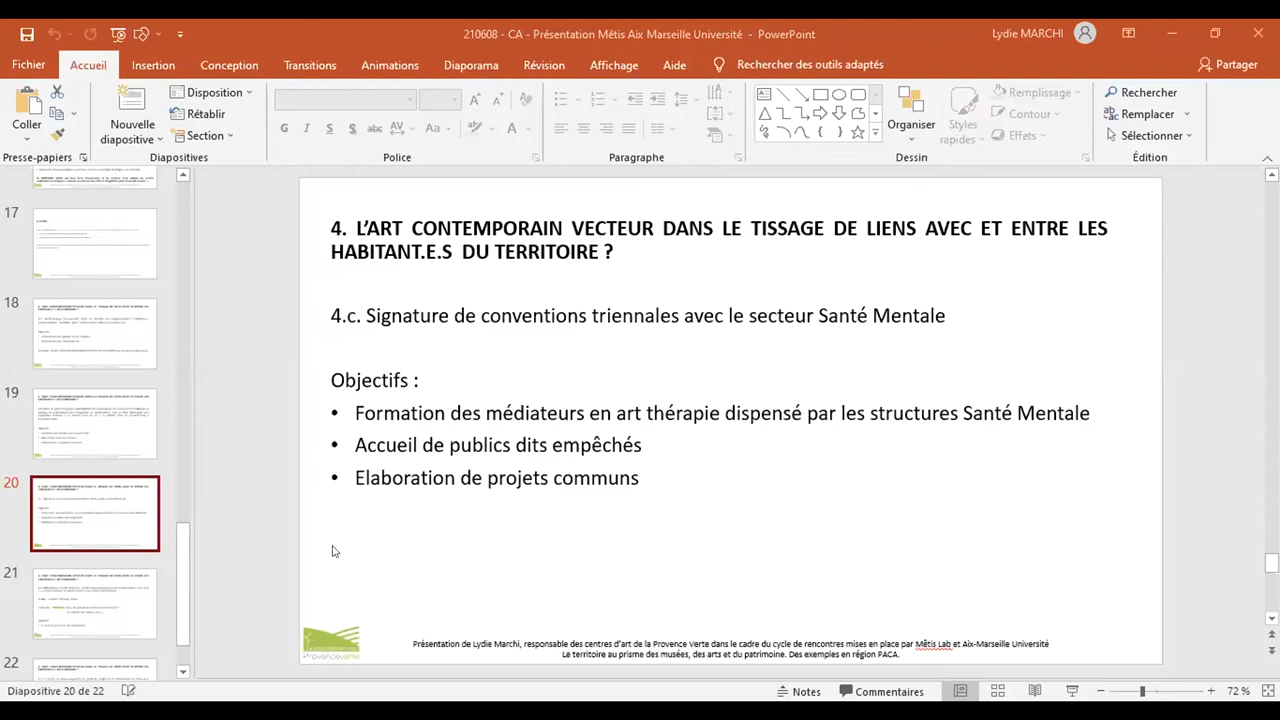 210608 - CA - Présentation Métis Aix Marseille Université - PowerPoint
Lydie MARCHI
Fichier
Accueil
Insertion
Conception
Transitions
Animations
Diaporama
Révision
Affichage
Aide
Rechercher des outils adaptés
Partager
Coller
Nouvelle
diapositive
Disposition
Rétablir
Section
Organiser
Styles
rapides
Remplissage
Contour
Effets
Rechercher
Remplacer
Sélectionner
Presse-papiers
Diapositives
Police
Paragraphe
Dessin
Édition
17
18
19
20
21
22
4. L'ART CONTEMPORAIN VECTEUR DANS LE TISSAGE DE LIENS AVEC ET ENTRE LES
HABITANT.E.S DU TERRITOIRE ?
4.c. Signature de conventions triennales avec le secteur Santé Mentale
Objectifs :
• Formation des médiateurs en art thérapie dispensé par les structures Santé Mentale
• Accueil de publics dits empêchés
• Elaboration de projets communs
Provence verte
Présentation de Lydie Marchi, responsable des centres d'art de la Provence Verte dans le cadre du cycle de rencontres mises en place par Mêtis Lab et Aix-Marseille Université
Le territoire au prisme des musées, des arts et du patrimoine. Des exemples en région PACA.
Diapositive 20 de 22
Notes
Commentaires
72 %